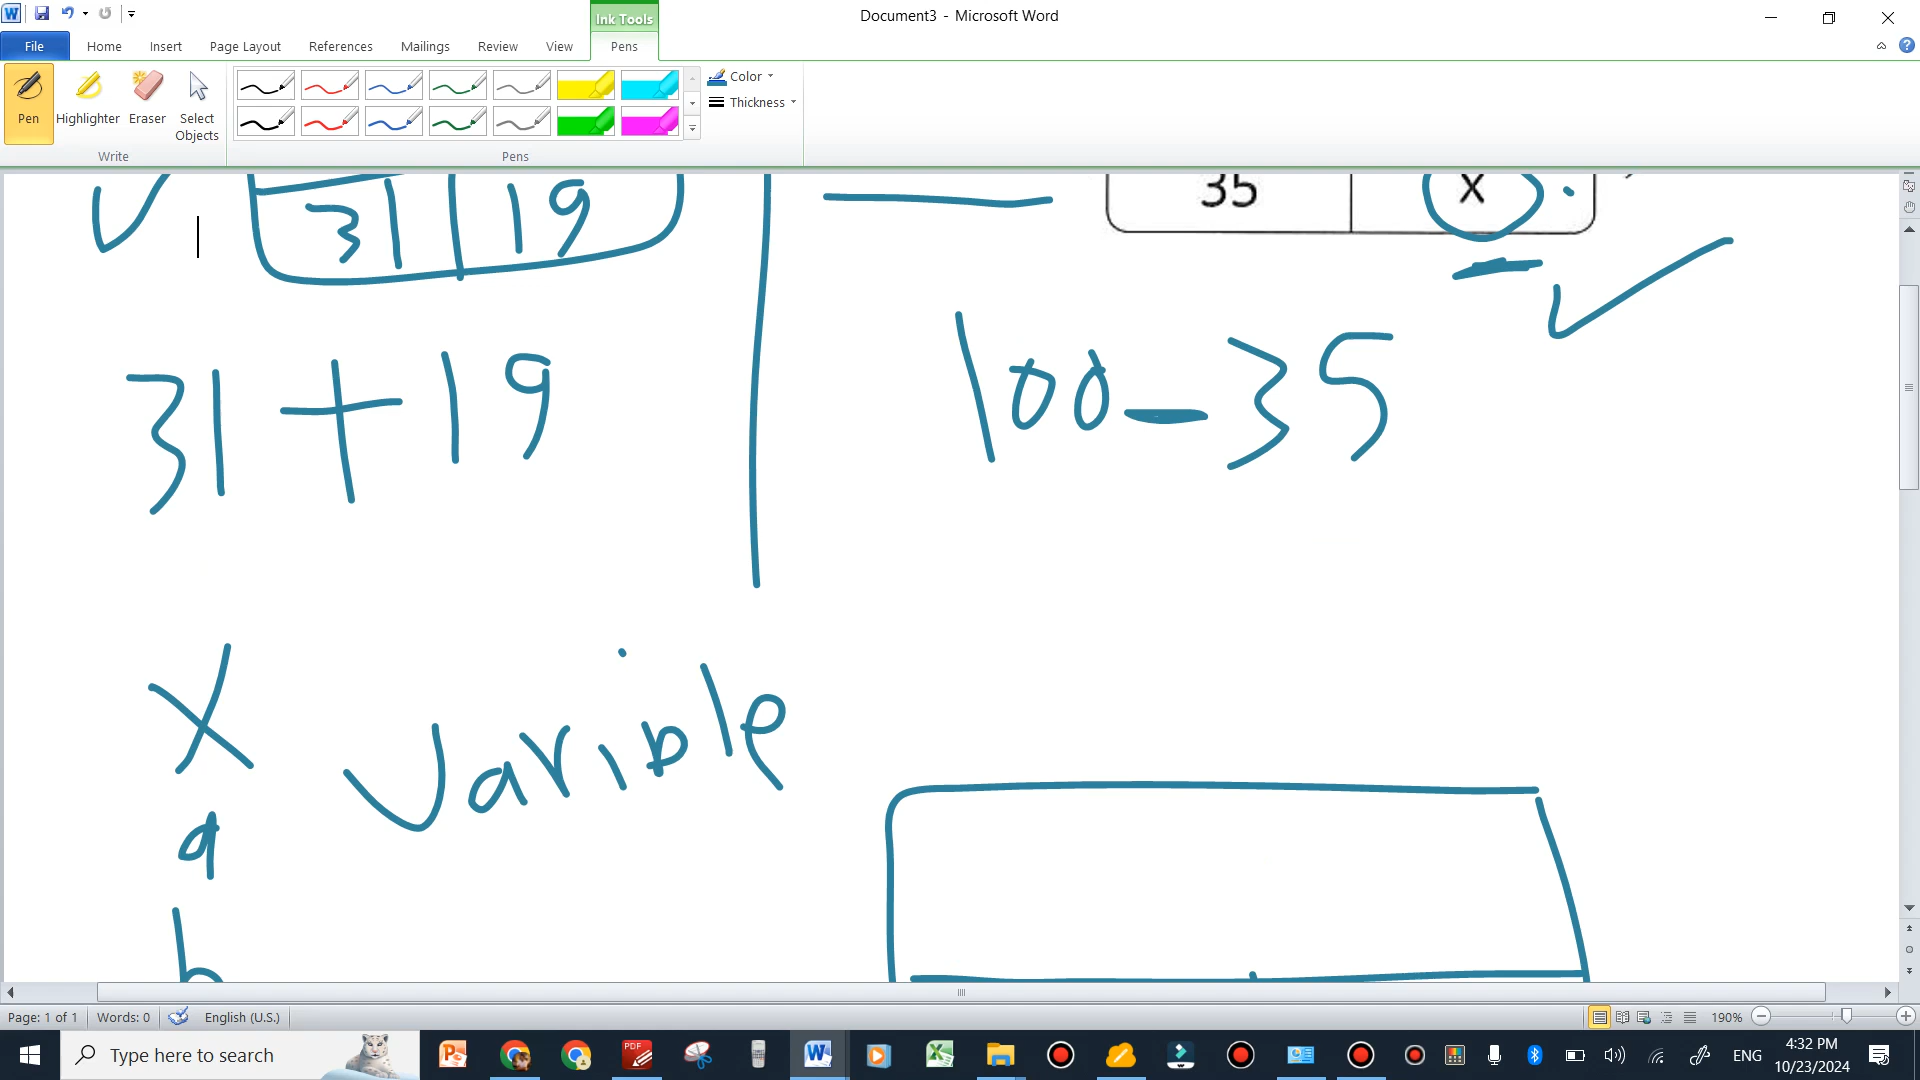 Document3 - Microsoft Word
Ink Tools
File
Home
Insert
Page Layout
References
Mailings
Review
View
Pens
Pen
Highlighter
Eraser
Select
Objects
Color
Thickness
Write
Pens
31 19
35 X
31 + 19
100 - 35
X
Varible
a
b
Page: 1 of 1
Words: 0
English (U.S.)
190%
Type here to search
ENG
4:32 PM
10/23/2024